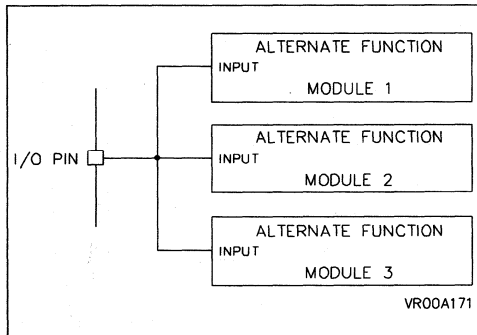 ALTERNATE FUNCTION
INPUT
MODULE 1
ALTERNATE FUNCTION
I/O PIN
INPUT
MODULE 2
ALTERNATE FUNCTION
INPUT
MODULE 3
VR00A171